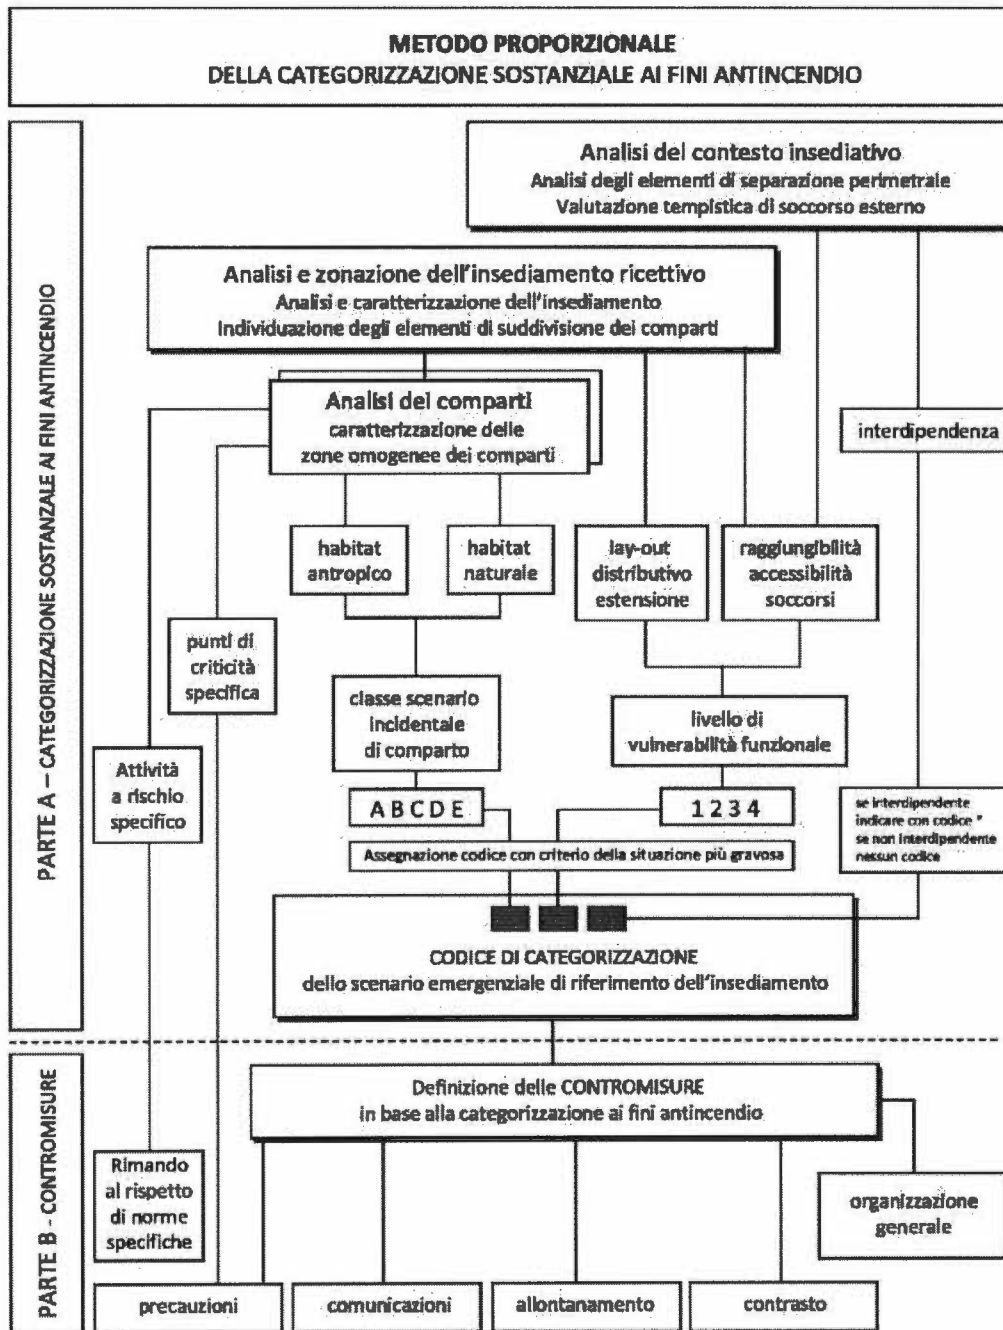 METODO PROPORZIONALE
DELLA CATEGORIZZAZIONE SOSTANZIALE AI FINI ANTINCENDIO
PARTE A – CATEGORIZZAZIONE SOSTANZALE AI FINI ANTINCENDIO
Analisi del contesto insediativo
Analisi degli elementi di separazione perimetrale
Valutazione tempistica di soccorso esterno
Analisi e zonazione dell'insediamento ricettivo
Analisi e caratterizzazione dell'insediamento
Individuazione degli elementi di suddivisione dei comparti
Analisi dei comparti
caratterizzazione delle
zone omogenee dei comparti
interdipendenza
habitat
antropico
habitat
naturale
lay-out
distributivo
estensione
raggiungibilità
accessibilità
soccorsi
punti di
criticità
specifica
classe scenario
incidentale
di comparto
livello di
vulnerabilità funzionale
Attività
a rischio
specifico
A B C D E
1 2 3 4
se interdipendente
indicare con codice *
se non interdipendente
nessun codice
Assegnazione codice con criterio della situazione più gravosa
CODICE DI CATEGORIZZAZIONE
dello scenario emergenziale di riferimento dell'insediamento
PARTE B - CONTROMISURE
Definizione delle CONTROMISURE
in base alla categorizzazione ai fini antincendio
Rimando
al rispetto
di norme
specifiche
organizzazione
generale
precauzioni
comunicazioni
allontanamento
contrasto